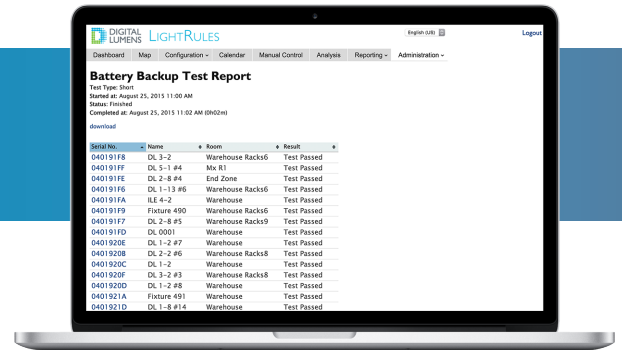 DIGITAL LUMENS LIGHTRULES
English (US)
Logout
Dashboard Map Configuration Calendar Manual Control Analysis Reporting Administration
Battery Backup Test Report
Test Type: Short
Started at: August 25, 2015 11:00 AM
Status: Finished
Completed at: August 25, 2015 11:02 AM (0h02m)
download
Serial No. Name Room Result
040191F8 DL 3-2 Warehouse Racks6 Test Passed
040191FF DL 5-1 #4 Mx R1 Test Passed
040191FE DL 2-8 #4 End Zone Test Passed
040191F6 DL 1-13 #6 Warehouse Racks6 Test Passed
040191FA ILE 4-2 Warehouse Test Passed
040191F9 Fixture 490 Warehouse Racks6 Test Passed
040191F7 DL 2-8 #5 Warehouse Racks9 Test Passed
040191FD DL 0001 Warehouse Test Passed
0401920E DL 1-2 #7 Warehouse Test Passed
0401920B DL 2-2 #6 Warehouse Racks8 Test Passed
0401920C DL 1-2 Warehouse Test Passed
0401920F DL 3-2 #3 Warehouse Racks8 Test Passed
0401920D DL 1-2 #8 Warehouse Test Passed
0401921A Fixture 491 Warehouse Test Passed
0401921D DL 1-8 #14 Warehouse Test Passed